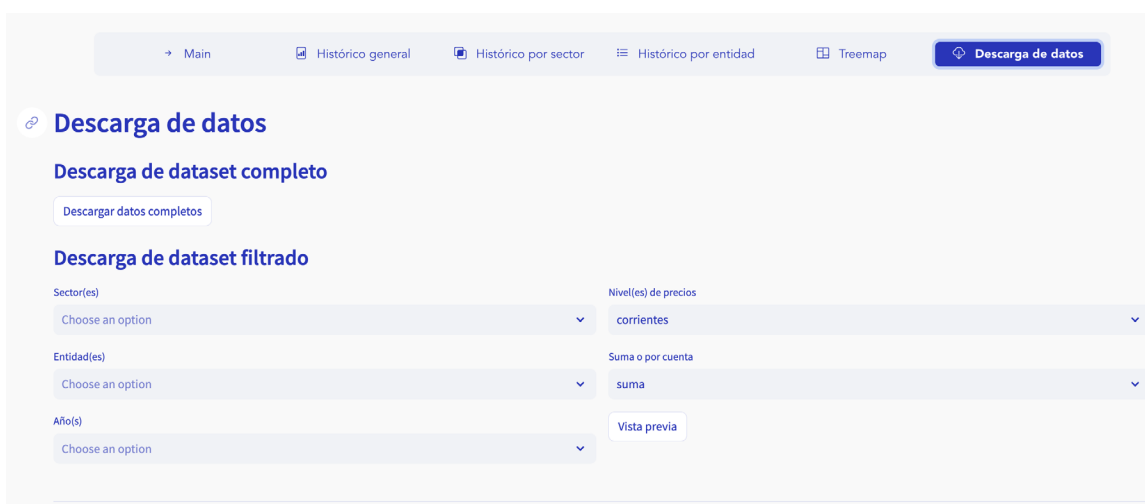 Main Histórico general Histórico por sector Histórico por entidad Treemap Descarga de datos
Descarga de datos
Descarga de dataset completo
Descargar datos completos
Descarga de dataset filtrado
Sector(es) Nivel(es) de precios
Choose an option corrientes
Entidad(es) Suma o por cuenta
Choose an option suma
Año(s) Vista previa
Choose an option